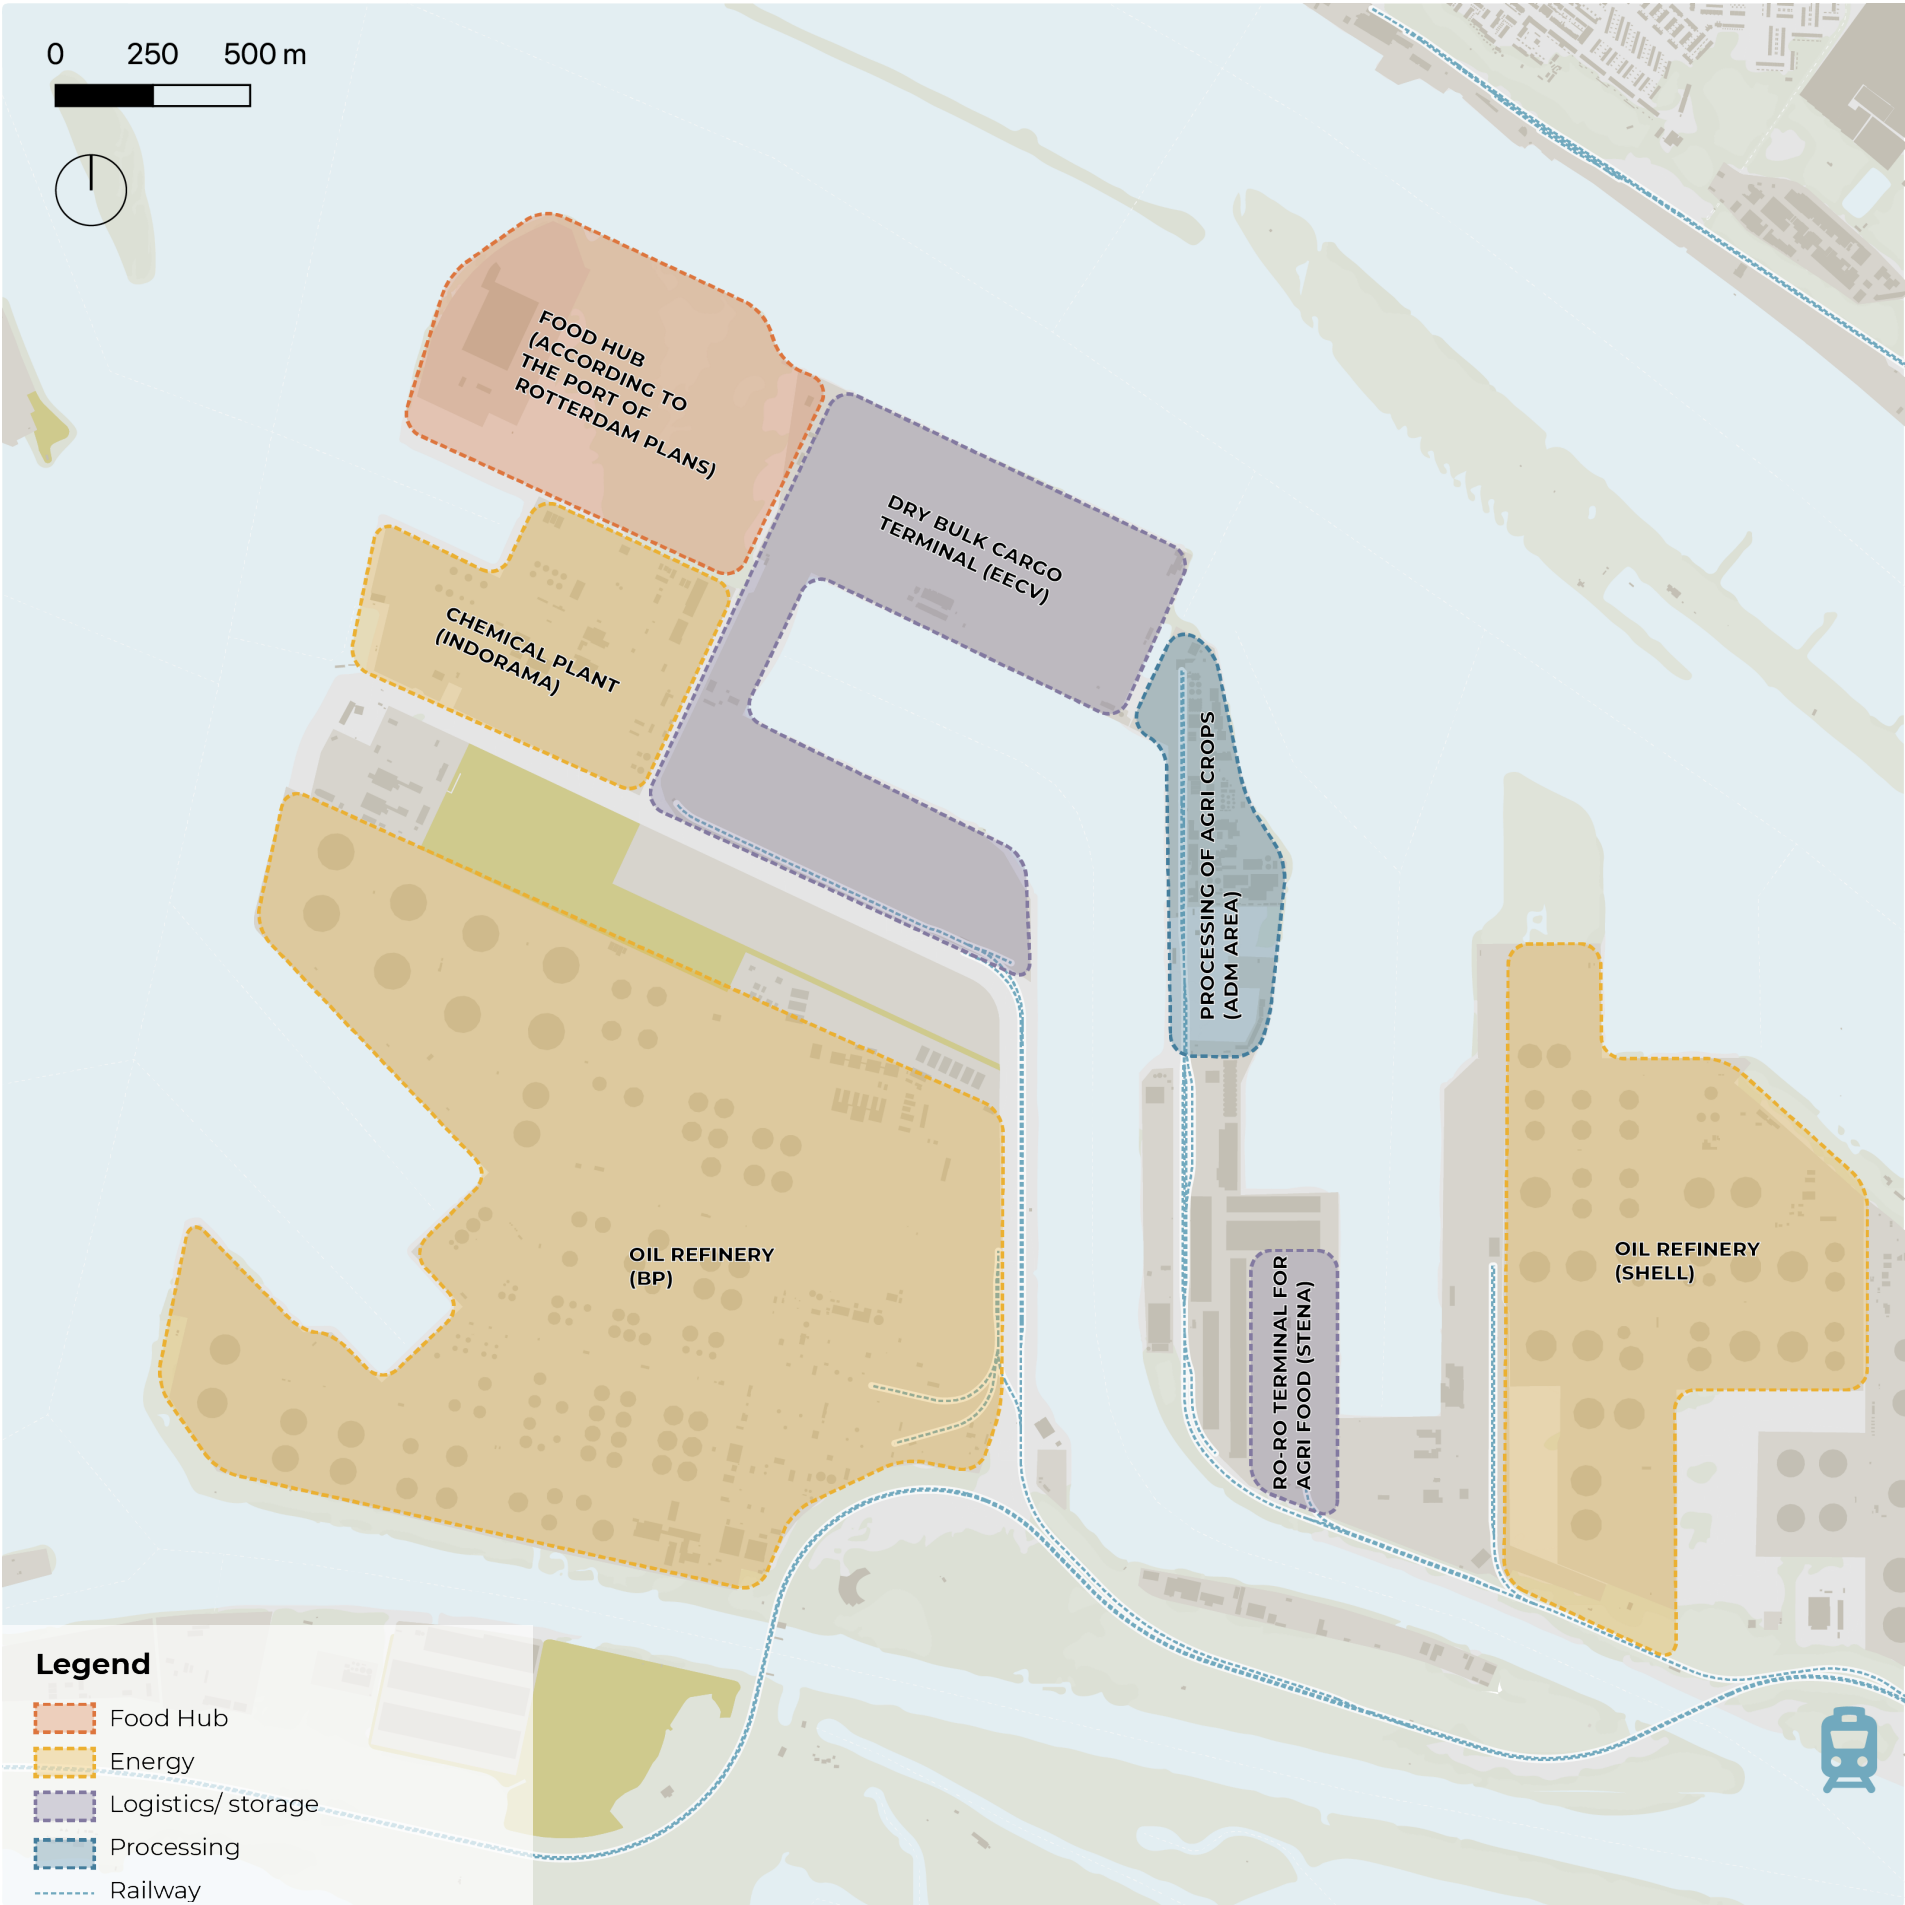 0 250 500 m
FOOD HUB
(ACCORDING TO
THE PORT OF
ROTTERDAM PLANS)
DRY BULK CARGO
TERMINAL (EECV)
CHEMICAL PLANT
(INDORAMA)
PROCESSING OF AGRI CROPS
(ADM AREA)
OIL REFINERY
(BP)
OIL REFINERY
(SHELL)
RO-RO TERMINAL FOR
AGRI FOOD (STENA)
Legend
Food Hub
Energy
Logistics/ storage
Processing
Railway